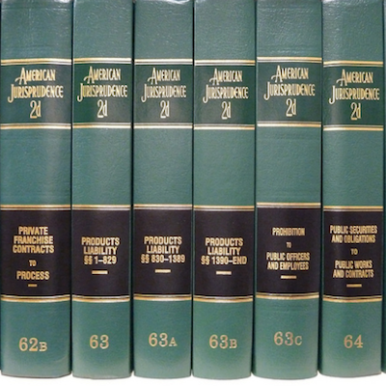 AMERICAN
JURISPRUDENCE
2d
PRIVATE
FRANCHISE
CONTRACTS
TO
PROCESS
62B
AMERICAN
JURISPRUDENCE
2d
PRODUCTS
LIABILITY
§§ 1–829
63
AMERICAN
JURISPRUDENCE
2d
PRODUCTS
LIABILITY
§§ 830–1389
63A
AMERICAN
JURISPRUDENCE
2d
PRODUCTS
LIABILITY
§§ 1390–END
63B
AMERICAN
JURISPRUDENCE
2d
PROHIBITION
TO
PUBLIC OFFICERS
AND EMPLOYEES
63C
AMERICAN
JURISPRUDENCE
2d
PUBLIC SECURITIES
AND OBLIGATIONS
TO
PUBLIC WORKS
AND CONTRACTS
64